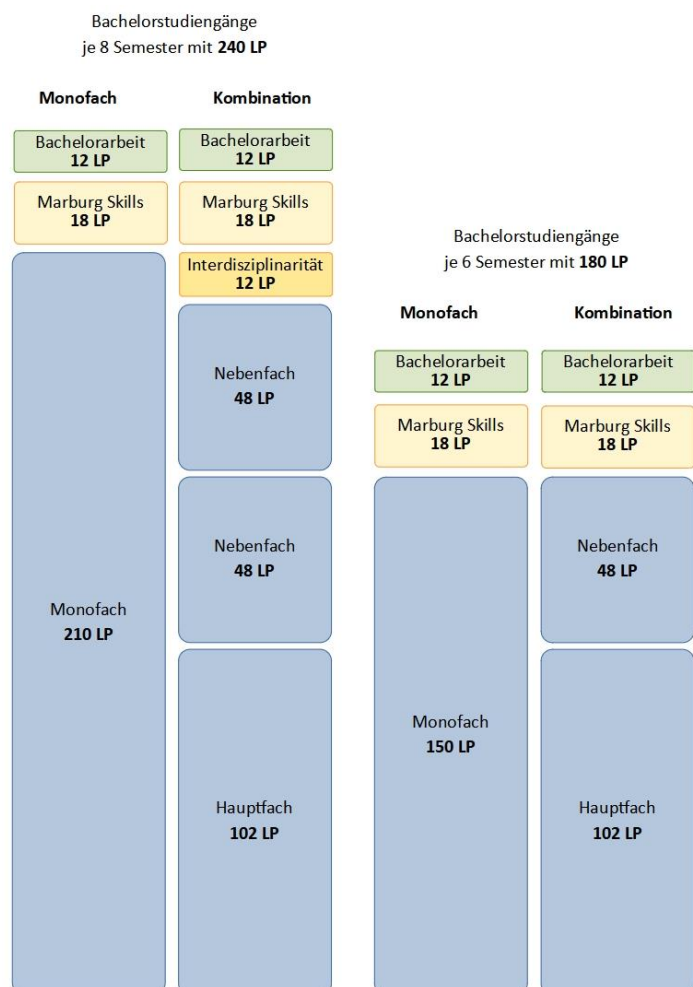 Bachelorstudiengänge
je 8 Semester mit 240 LP
Monofach
Kombination
Bachelorarbeit
12 LP
Marburg Skills
18 LP
Monofach
210 LP
Bachelorarbeit
12 LP
Marburg Skills
18 LP
Interdisziplinarität
12 LP
Nebenfach
48 LP
Nebenfach
48 LP
Hauptfach
102 LP
Bachelorstudiengänge
je 6 Semester mit 180 LP
Monofach
Kombination
Bachelorarbeit
12 LP
Marburg Skills
18 LP
Monofach
150 LP
Bachelorarbeit
12 LP
Marburg Skills
18 LP
Nebenfach
48 LP
Hauptfach
102 LP